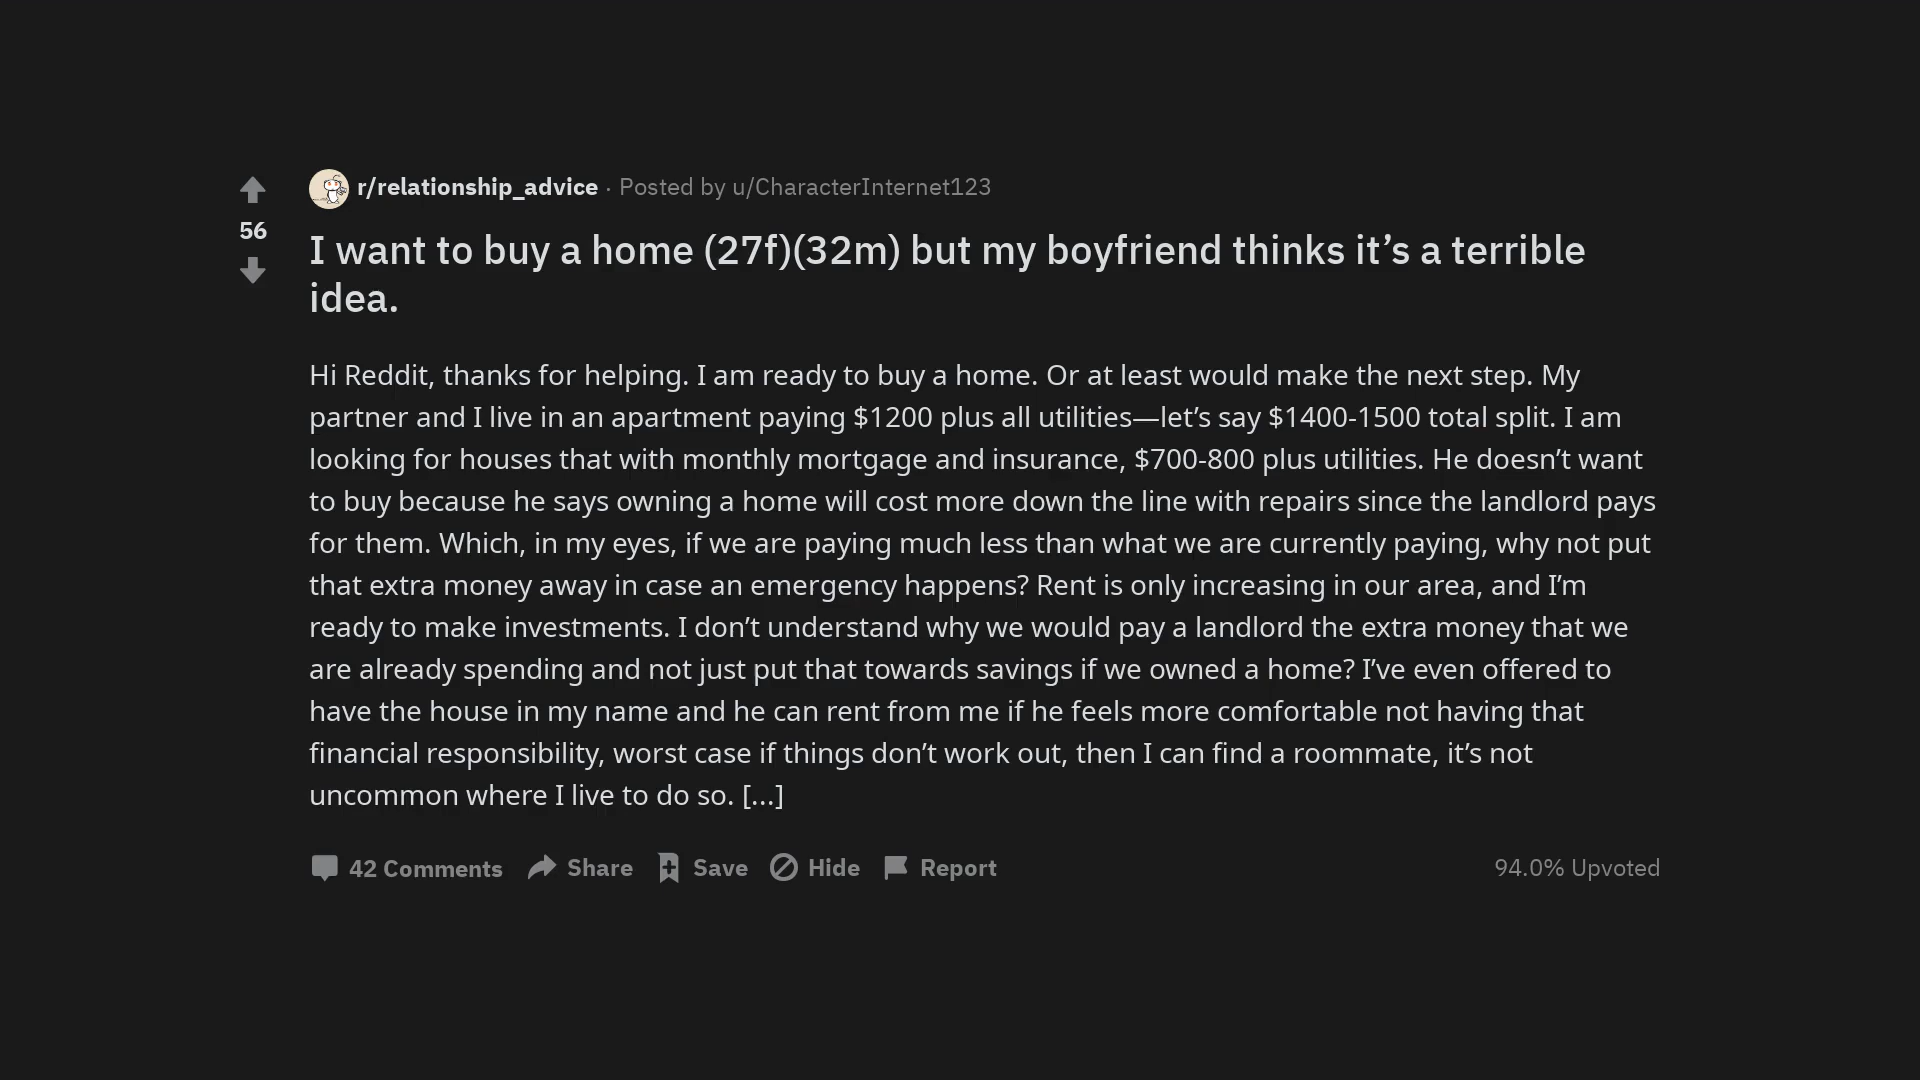 r/relationship_advice · Posted by u/CharacterInternet123
56
I want to buy a home (27f)(32m) but my boyfriend thinks it’s a terrible
idea.
Hi Reddit, thanks for helping. I am ready to buy a home. Or at least would make the next step. My
partner and I live in an apartment paying $1200 plus all utilities—let’s say $1400-1500 total split. I am
looking for houses that with monthly mortgage and insurance, $700-800 plus utilities. He doesn’t want
to buy because he says owning a home will cost more down the line with repairs since the landlord pays
for them. Which, in my eyes, if we are paying much less than what we are currently paying, why not put
that extra money away in case an emergency happens? Rent is only increasing in our area, and I’m
ready to make investments. I don’t understand why we would pay a landlord the extra money that we
are already spending and not just put that towards savings if we owned a home? I’ve even offered to
have the house in my name and he can rent from me if he feels more comfortable not having that
financial responsibility, worst case if things don’t work out, then I can find a roommate, it’s not
uncommon where I live to do so. [...]
42 Comments Share Save Hide Report 94.0% Upvoted